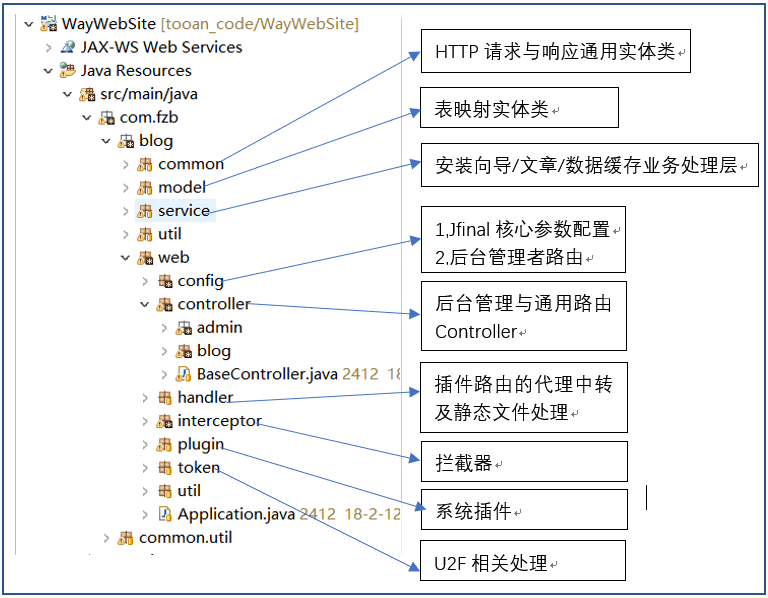 WayWebSite [tooan_code/WayWebSite]
JAX-WS Web Services
Java Resources
src/main/java
com.fzb
blog
common
model
service
util
web
config
controller
admin
blog
BaseController.java 2412 18
handler
interceptor
plugin
token
util
Application.java 2412 18-2-12
common.util
HTTP 请求与响应通用实体类
表映射实体类
安装向导/文章/数据缓存业务处理层
1,Jfinal 核心参数配置
2,后台管理者路由
后台管理与通用路由
Controller
插件路由的代理中转
及静态文件处理
拦截器
系统插件
U2F 相关处理